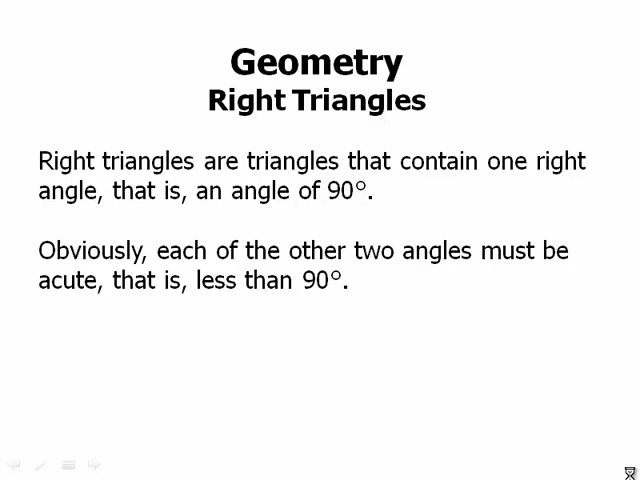 Geometry
Right Triangles
Right triangles are triangles that contain one right
angle, that is, an angle of 90°.
Obviously, each of the other two angles must be
acute, that is, less than 90°.